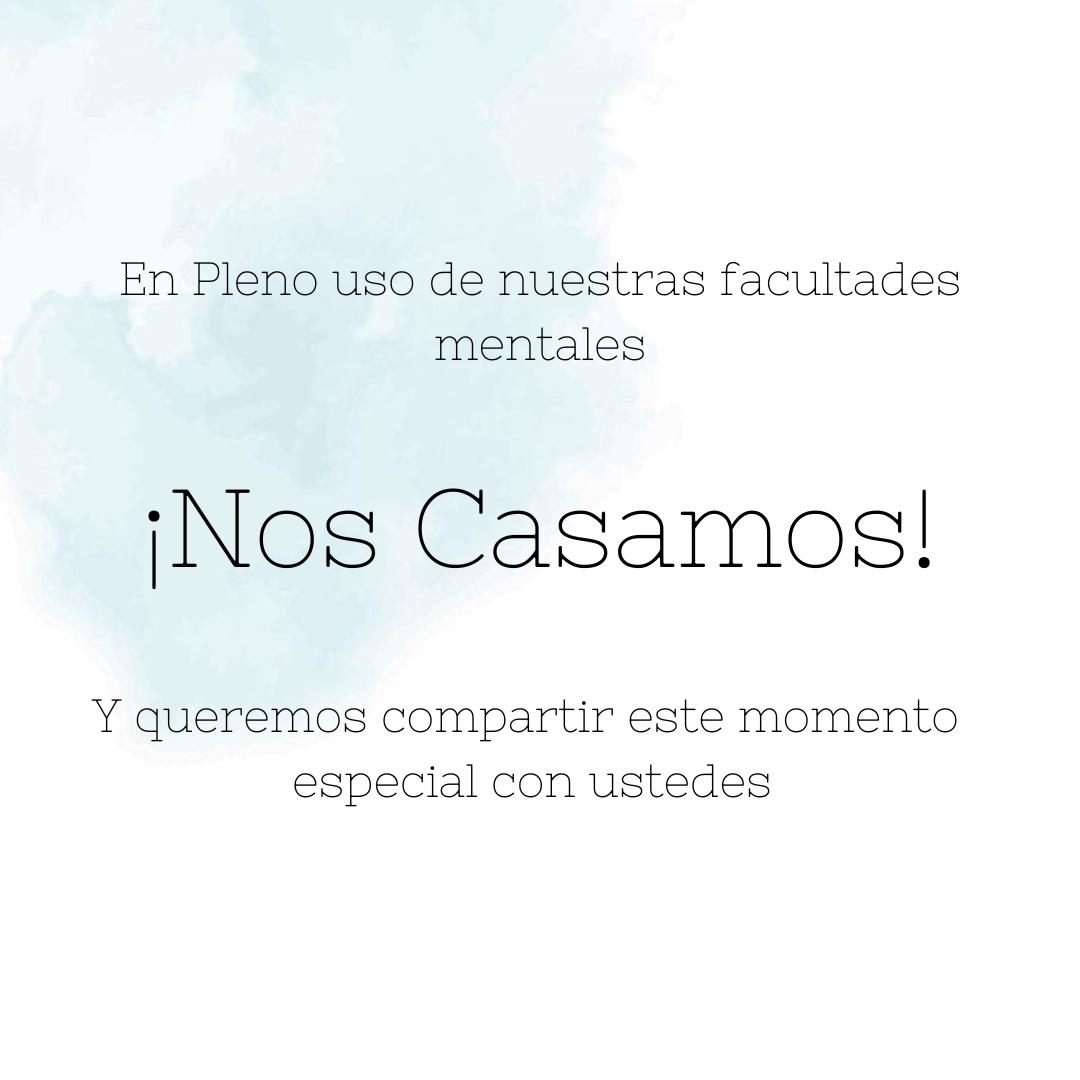 En Pleno uso de nuestras facultades
mentales
¡Nos Casamos!
Y queremos compartir este momento
especial con ustedes